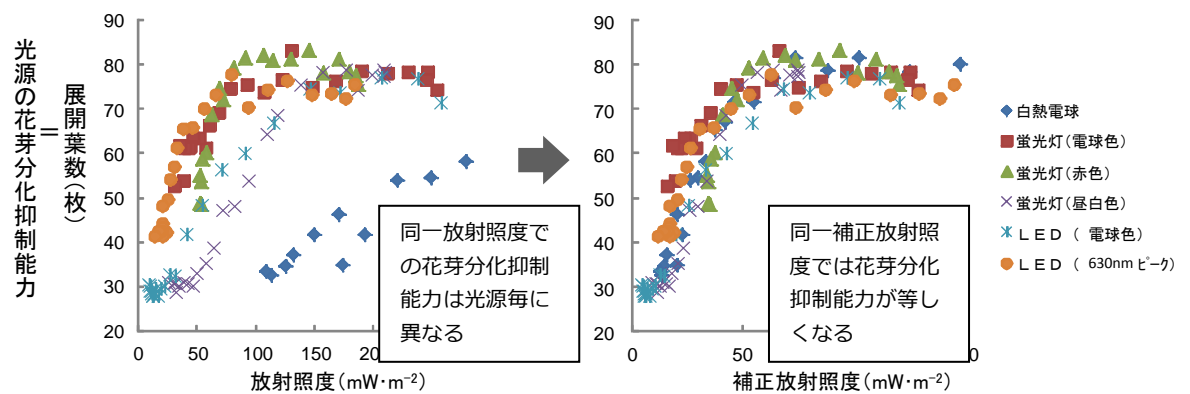 光源の花芽分化抑制能力
＝
展開葉数(枚)
90
80
70
60
50
40
30
20
0
50
100
150
放射照度(mW･m⁻²)
同一放射照度で
の花芽分化抑制
能力は光源毎に
異なる
90
80
70
60
50
40
30
20
0
50
補正放射照度(mW･m⁻²)
同一補正放射照
度では花芽分化
抑制能力が等し
くなる
白熱電球
蛍光灯(電球色)
蛍光灯(赤色)
蛍光灯(昼白色)
ＬＥＤ( 電球色)
ＬＥＤ( 630nm ﾋﾟｰｸ)